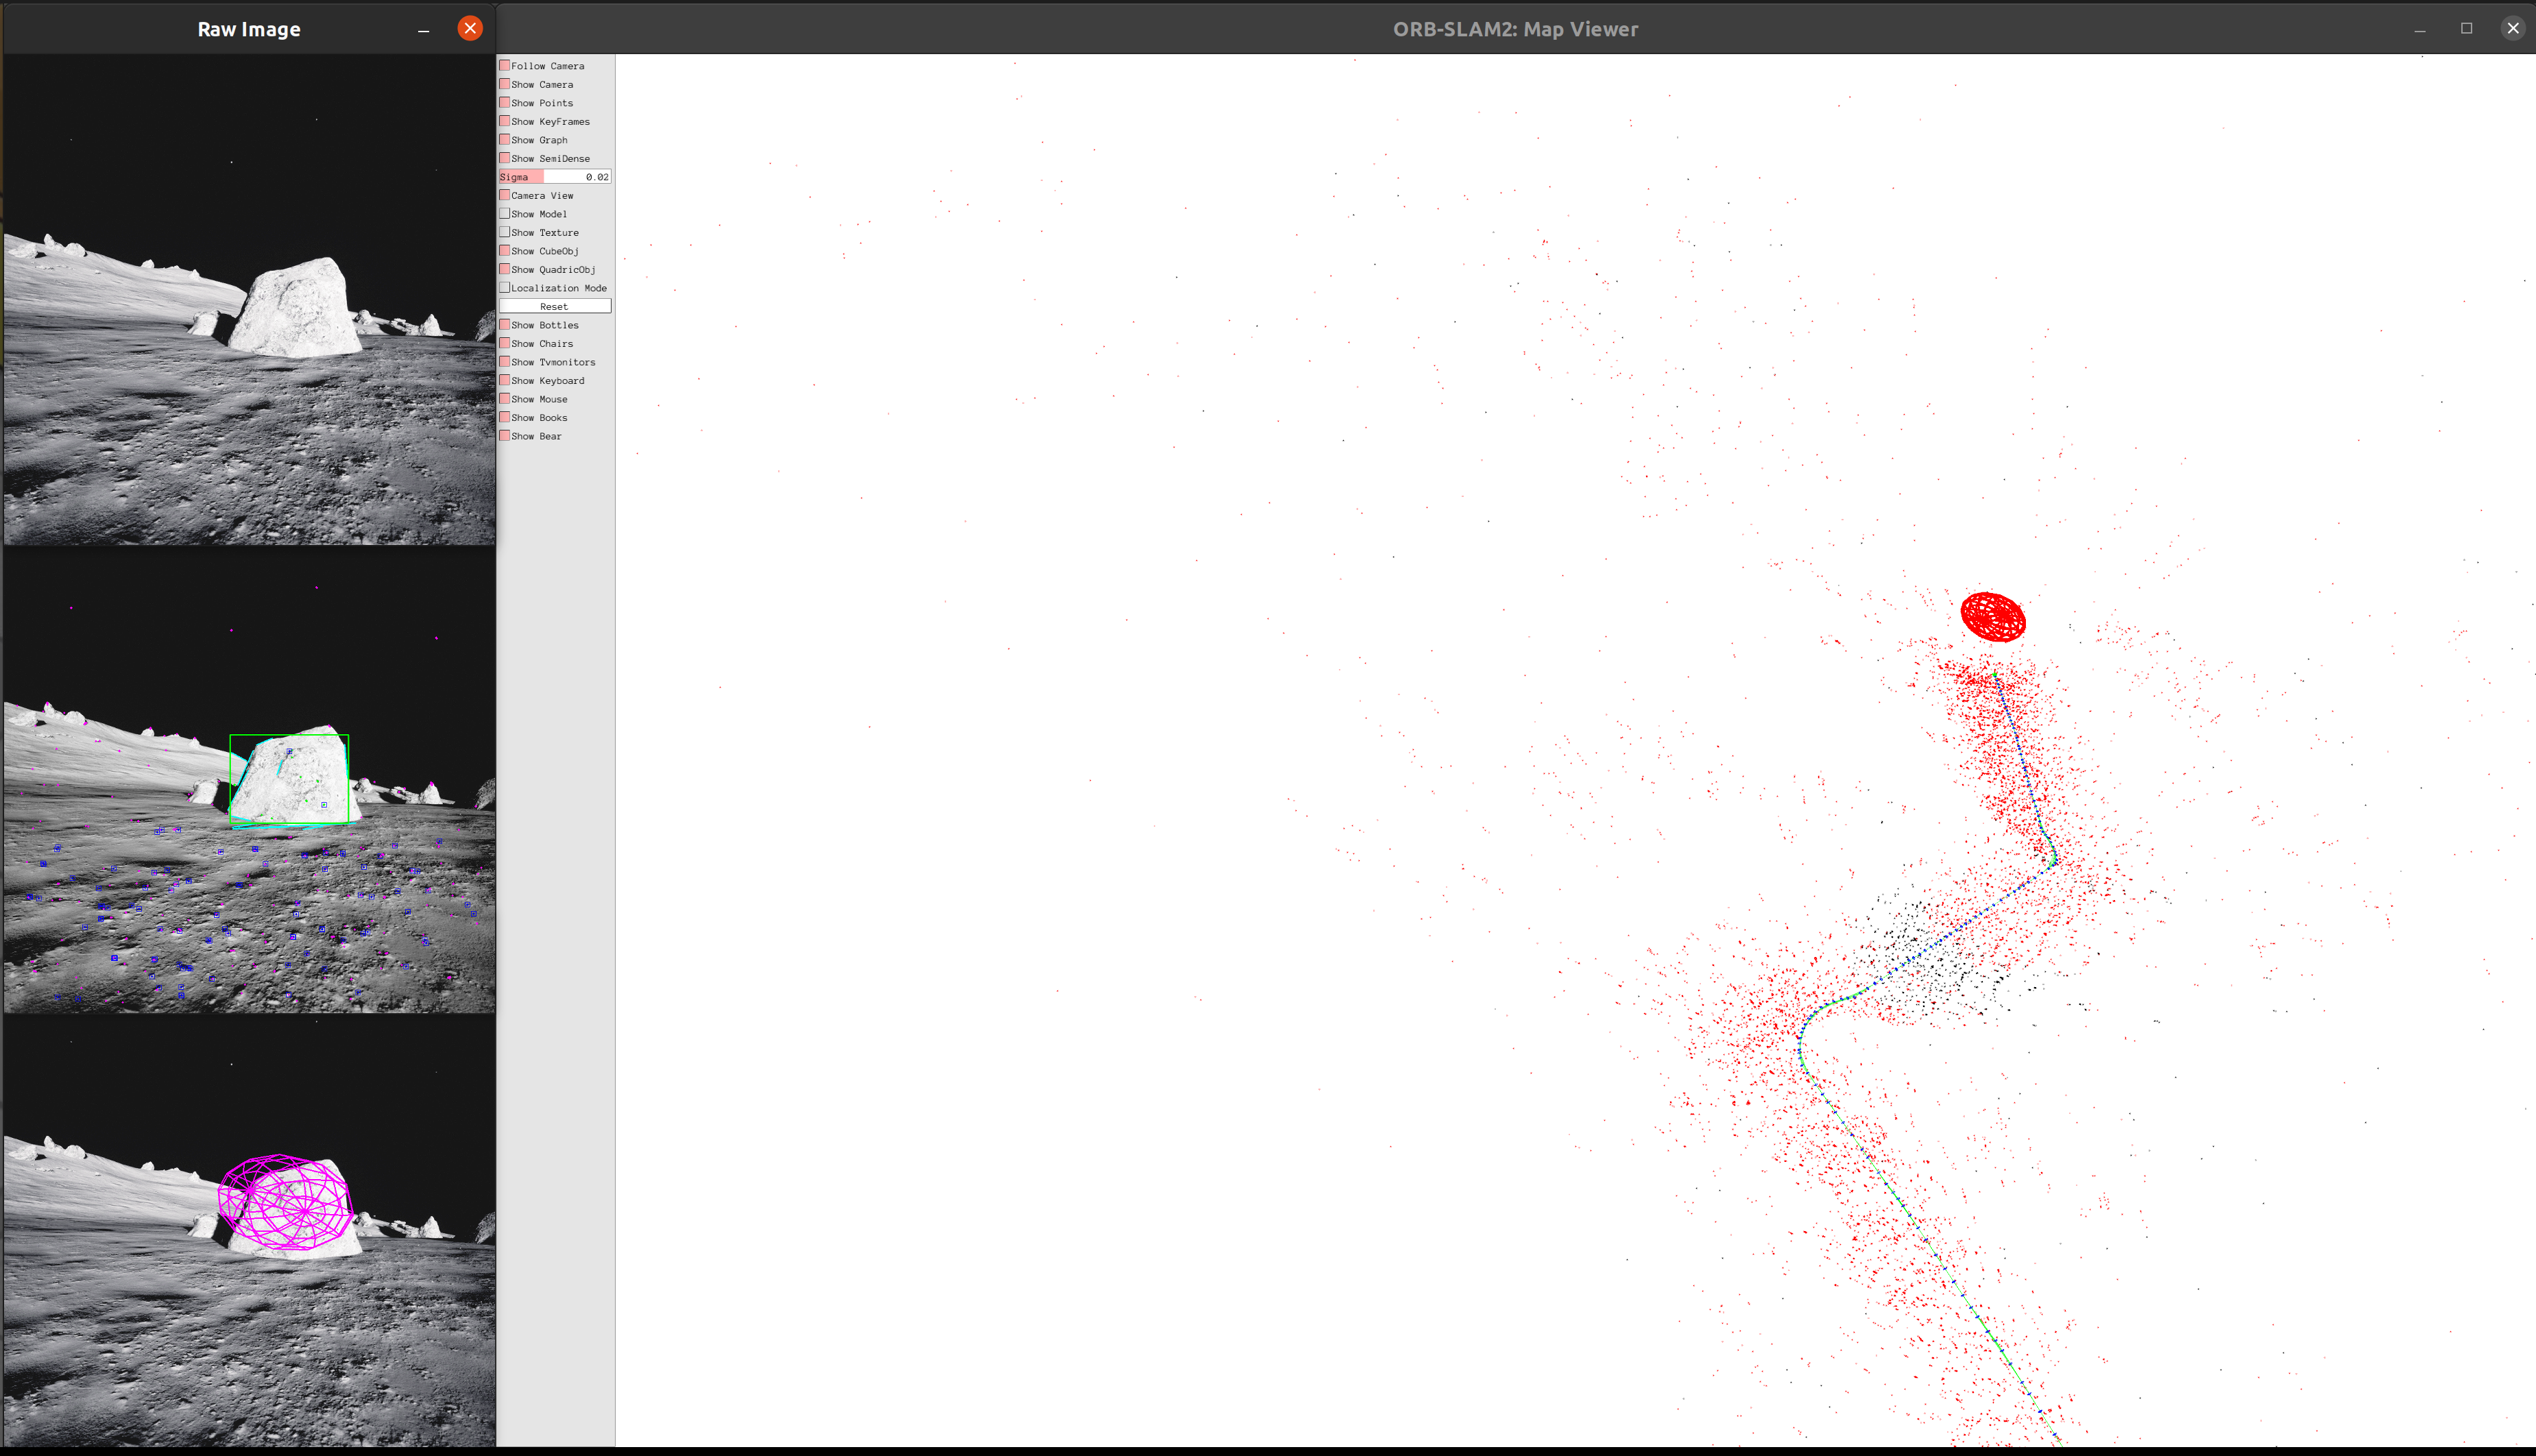 Raw Image
ORB-SLAM2: Map Viewer
Follow Camera
Show Camera
Show Points
Show KeyFrames
Show Graph
Show SemiDense
Sigma 0.02
Camera View
Show Model
Show Texture
Show CubeObj
Show QuadricObj
Localization Mode
Reset
Show Bottles
Show Chairs
Show Tvmonitors
Show Keyboard
Show Mouse
Show Books
Show Bear